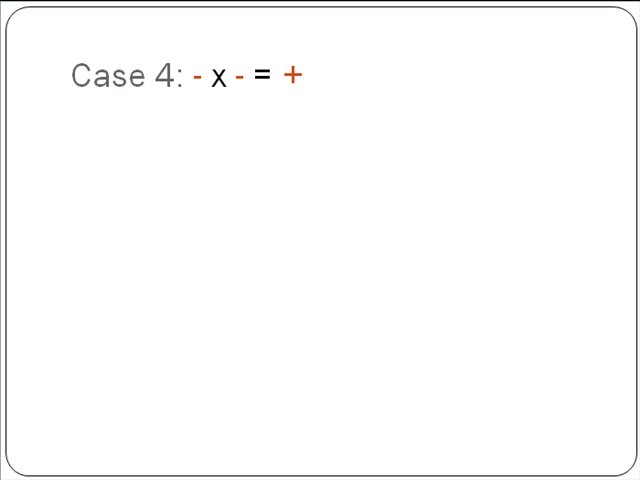 Case 4: - x - = +